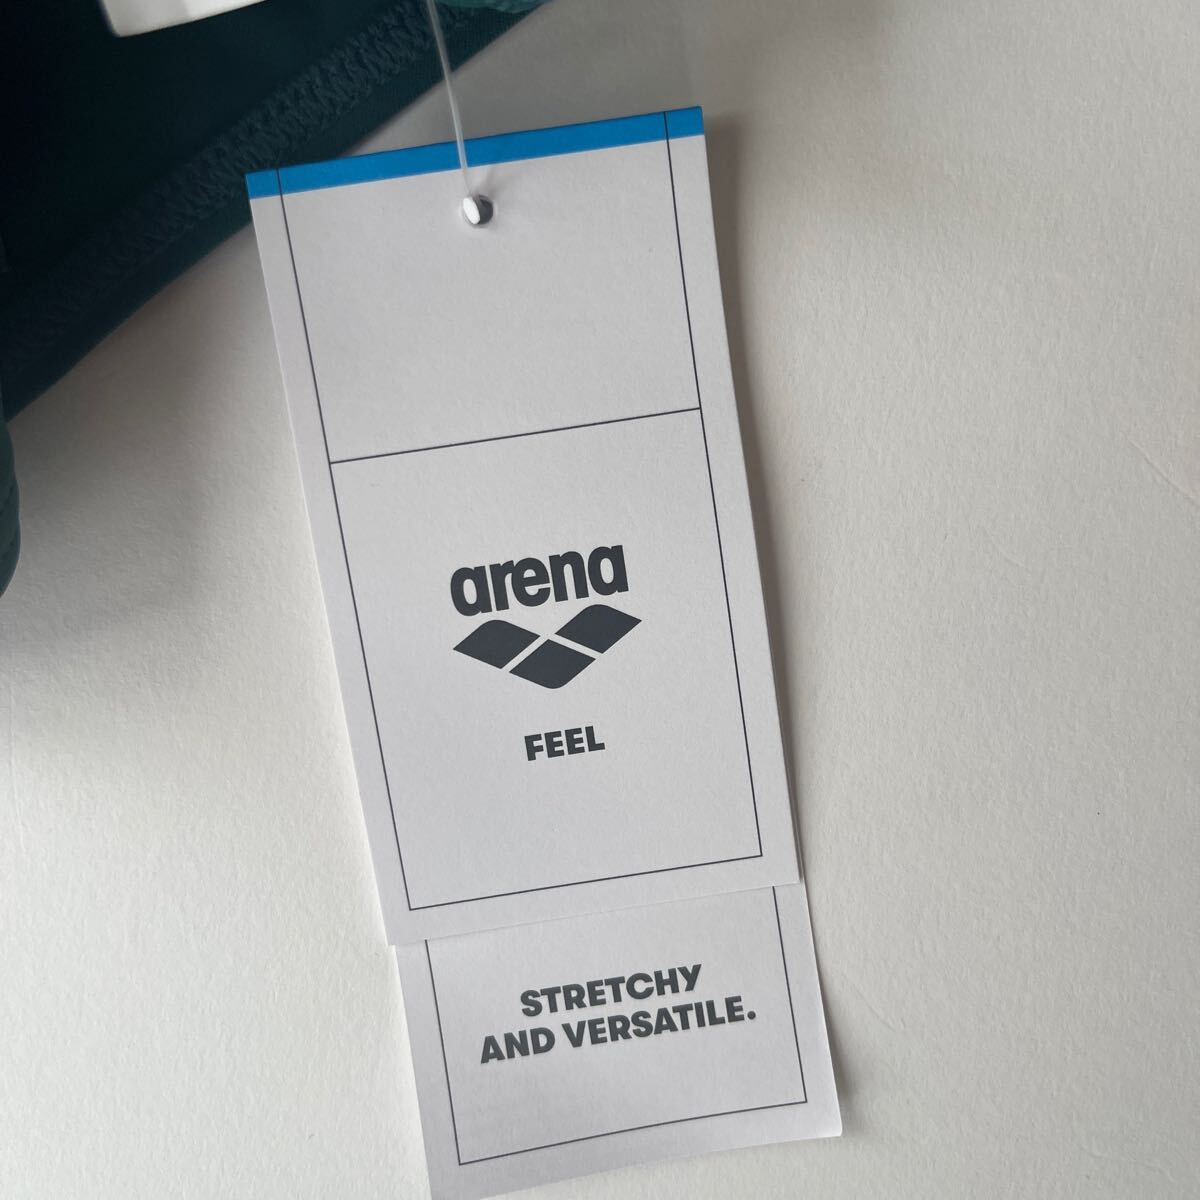 arena
FEEL
STRETCHY
AND VERSATILE.